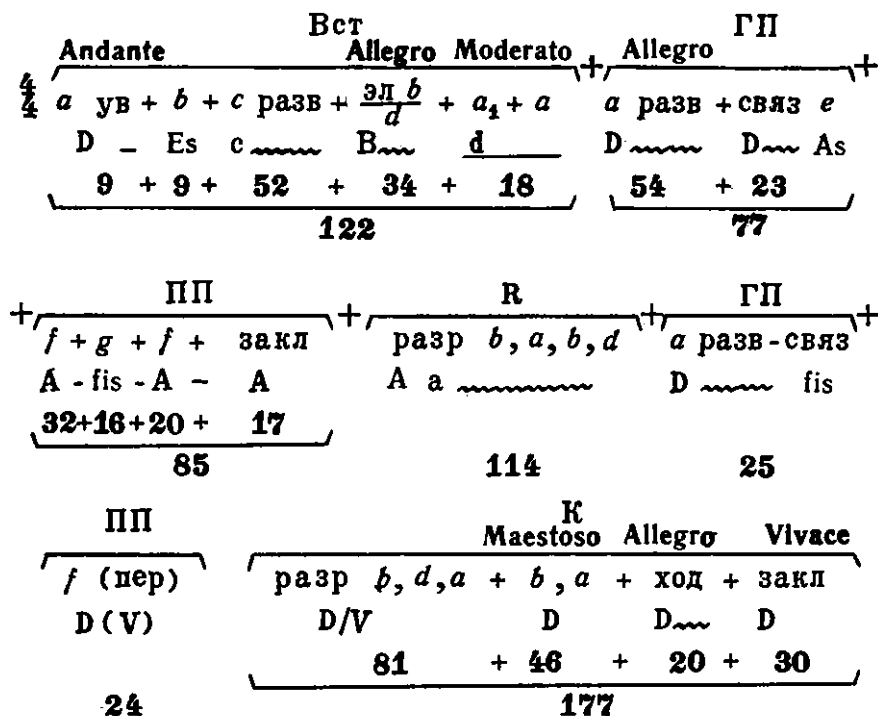 Вст ГП
Andante Allegro Moderato + Allegro +
4/4 a ув + b + c разв + эл b/d + a₁ + a a разв + связ e
D – Es c B d D D As
9 + 9 + 52 + 34 + 18 54 + 23
122 77
ПП R ГП
+ + + +
f + g + f + закл разр b, a, b, d a разв - связ
A - fis - A – A A a D fis
32+16+20 + 17
85 114 25
ПП К
Maestoso Allegro Vivace
f (пер) разр b, d, a + b, a + ход + закл
D (V) D/V D D D
81 + 46 + 20 + 30
24 177